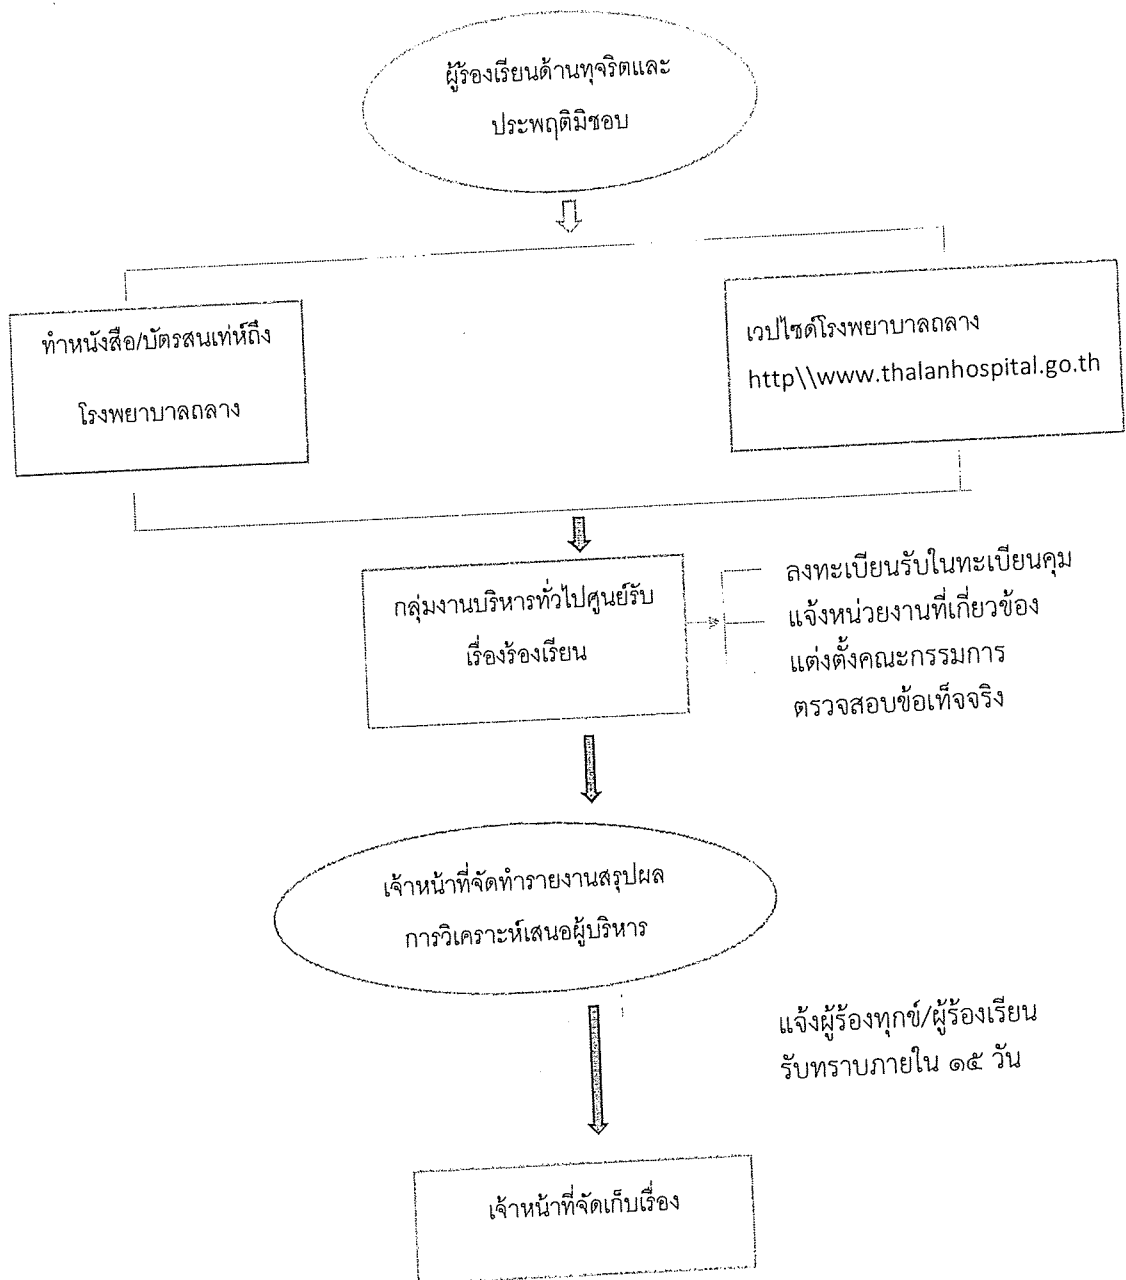 ผู้ร้องเรียนด้านทุจริตและ
ประพฤติมิชอบ
ทำหนังสือ/บัตรสนเท่ห์ถึง
โรงพยาบาลถลาง
เวปไซด์โรงพยาบาลถลาง
http\\www.thalanhospital.go.th
กลุ่มงานบริหารทั่วไปศูนย์รับ
เรื่องร้องเรียน
ลงทะเบียนรับในทะเบียนคุม
แจ้งหน่วยงานที่เกี่ยวข้อง
แต่งตั้งคณะกรรมการ
ตรวจสอบข้อเท็จจริง
เจ้าหน้าที่จัดทำรายงานสรุปผล
การวิเคราะห์เสนอผู้บริหาร
แจ้งผู้ร้องทุกข์/ผู้ร้องเรียน
รับทราบภายใน ๑๕ วัน
เจ้าหน้าที่จัดเก็บเรื่อง